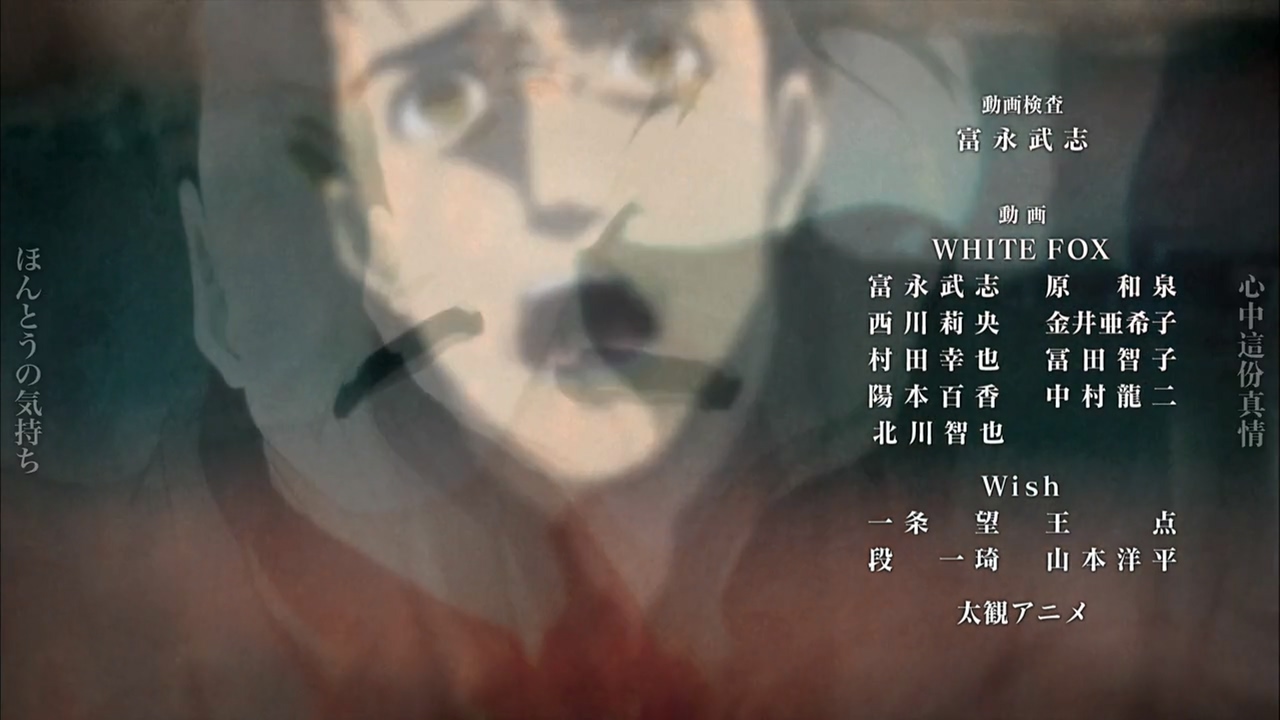 動画検査
富永武志
動画
WHITE FOX
富永武志 原和泉
西川莉央 金井亜希子
村田幸也 冨田智子
陽本百香 中村龍二
北川智也
Wish
一条望 王点
段一琦 山本洋平
太観アニメ
ほんとうの気持ち
心中這份真情